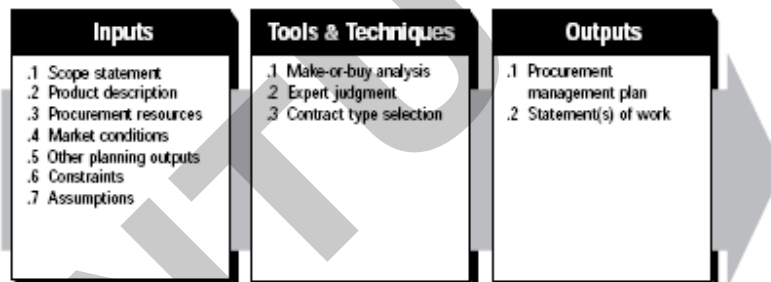 Inputs
.1 Scope statement
.2 Product description
.3 Procurement resources
.4 Market conditions
.5 Other planning outputs
.6 Constraints
.7 Assumptions
Tools & Techniques
.1 Make-or-buy analysis
.2 Expert judgment
.3 Contract type selection
Outputs
.1 Procurement
management plan
.2 Statement(s) of work